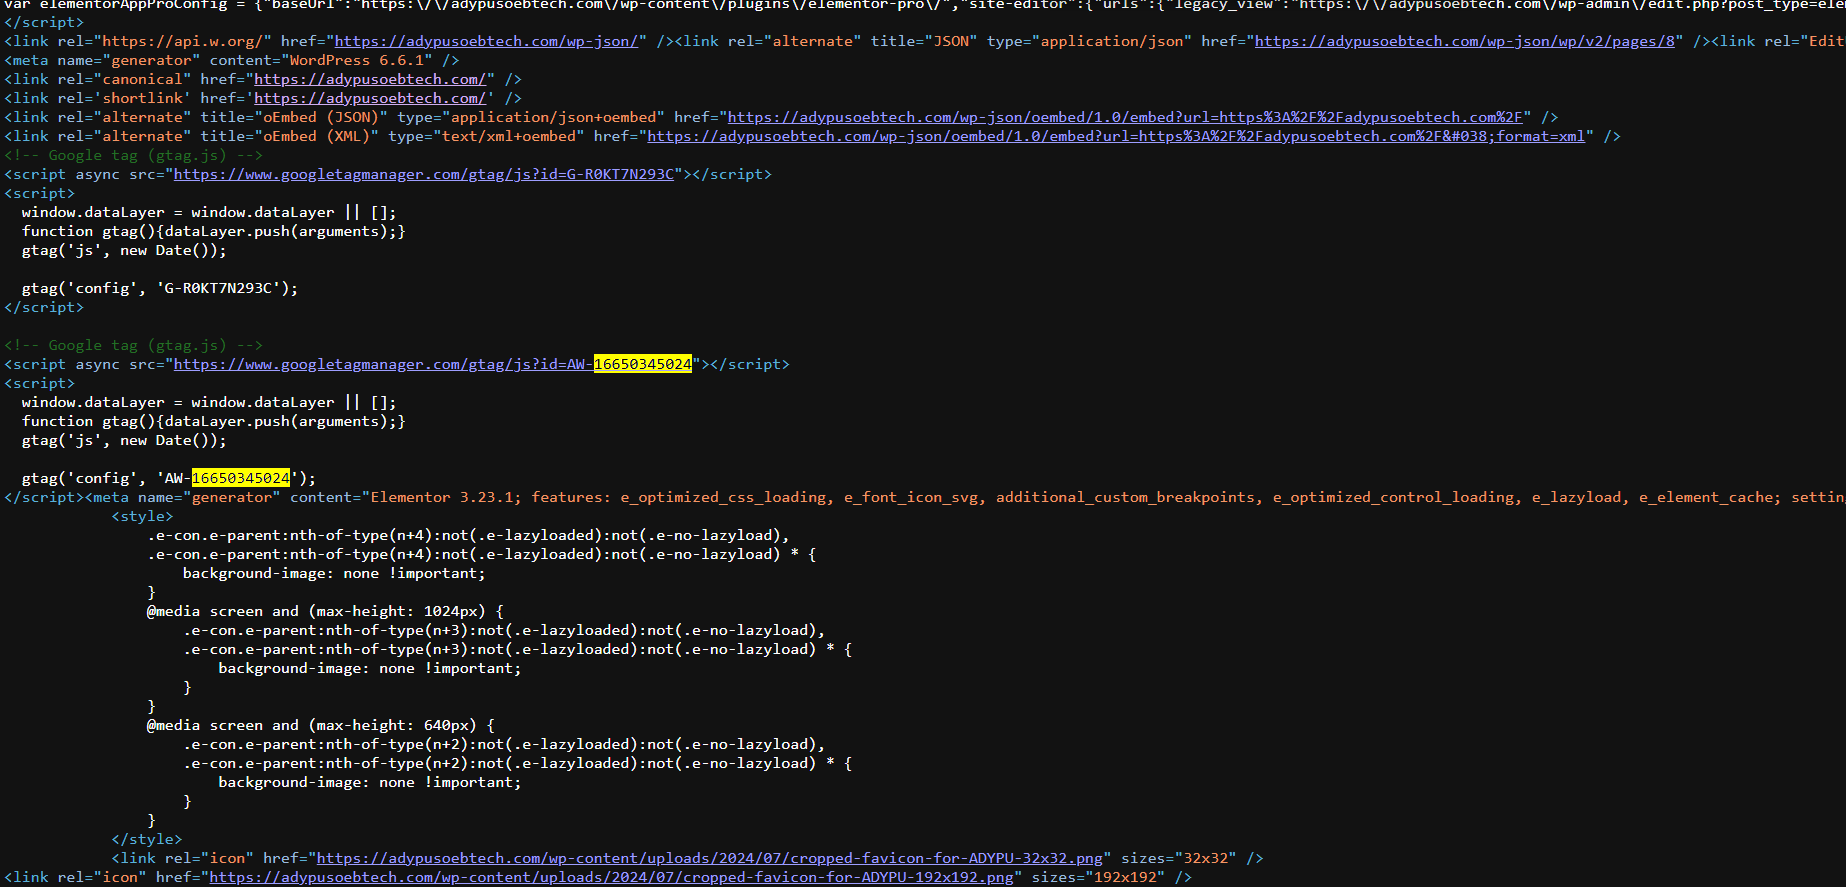 var elementorAppProConfig = {"baseUrl":"https:\/\/adypusoebtech.com\/wp-content\/plugins\/elementor-pro\/","site-editor":{"urls":{"legacy_view":"https:\/\/adypusoebtech.com\/wp-admin\/edit.php?post_type=elem
</script>
<link rel="https://api.w.org/" href="https://adypusoebtech.com/wp-json/" /><link rel="alternate" title="JSON" type="application/json" href="https://adypusoebtech.com/wp-json/wp/v2/pages/8" /><link rel="Edit
<meta name="generator" content="WordPress 6.6.1" />
<link rel="canonical" href="https://adypusoebtech.com/" />
<link rel='shortlink' href='https://adypusoebtech.com/' />
<link rel="alternate" title="oEmbed (JSON)" type="application/json+oembed" href="https://adypusoebtech.com/wp-json/oembed/1.0/embed?url=https%3A%2F%2Fadypusoebtech.com%2F" />
<link rel="alternate" title="oEmbed (XML)" type="text/xml+oembed" href="https://adypusoebtech.com/wp-json/oembed/1.0/embed?url=https%3A%2F%2Fadypusoebtech.com%2F&#038;format=xml" />
<!-- Google tag (gtag.js) -->
<script async src="https://www.googletagmanager.com/gtag/js?id=G-R0KT7N293C"></script>
<script>
  window.dataLayer = window.dataLayer || [];
  function gtag(){dataLayer.push(arguments);}
  gtag('js', new Date());
  gtag('config', 'G-R0KT7N293C');
</script>
<!-- Google tag (gtag.js) -->
<script async src="https://www.googletagmanager.com/gtag/js?id=AW-16650345024"></script>
<script>
  window.dataLayer = window.dataLayer || [];
  function gtag(){dataLayer.push(arguments);}
  gtag('js', new Date());
  gtag('config', 'AW-16650345024');
</script><meta name="generator" content="Elementor 3.23.1; features: e_optimized_css_loading, e_font_icon_svg, additional_custom_breakpoints, e_optimized_control_loading, e_lazyload, e_element_cache; settin
<style>
.e-con.e-parent:nth-of-type(n+4):not(.e-lazyloaded):not(.e-no-lazyload),
.e-con.e-parent:nth-of-type(n+4):not(.e-lazyloaded):not(.e-no-lazyload) * {
background-image: none !important;
}
@media screen and (max-height: 1024px) {
.e-con.e-parent:nth-of-type(n+3):not(.e-lazyloaded):not(.e-no-lazyload),
.e-con.e-parent:nth-of-type(n+3):not(.e-lazyloaded):not(.e-no-lazyload) * {
background-image: none !important;
}
}
@media screen and (max-height: 640px) {
.e-con.e-parent:nth-of-type(n+2):not(.e-lazyloaded):not(.e-no-lazyload),
.e-con.e-parent:nth-of-type(n+2):not(.e-lazyloaded):not(.e-no-lazyload) * {
background-image: none !important;
}
}
</style>
<link rel="icon" href="https://adypusoebtech.com/wp-content/uploads/2024/07/cropped-favicon-for-ADYPU-32x32.png" sizes="32x32" />
<link rel="icon" href="https://adypusoebtech.com/wp-content/uploads/2024/07/cropped-favicon-for-ADYPU-192x192.png" sizes="192x192" />